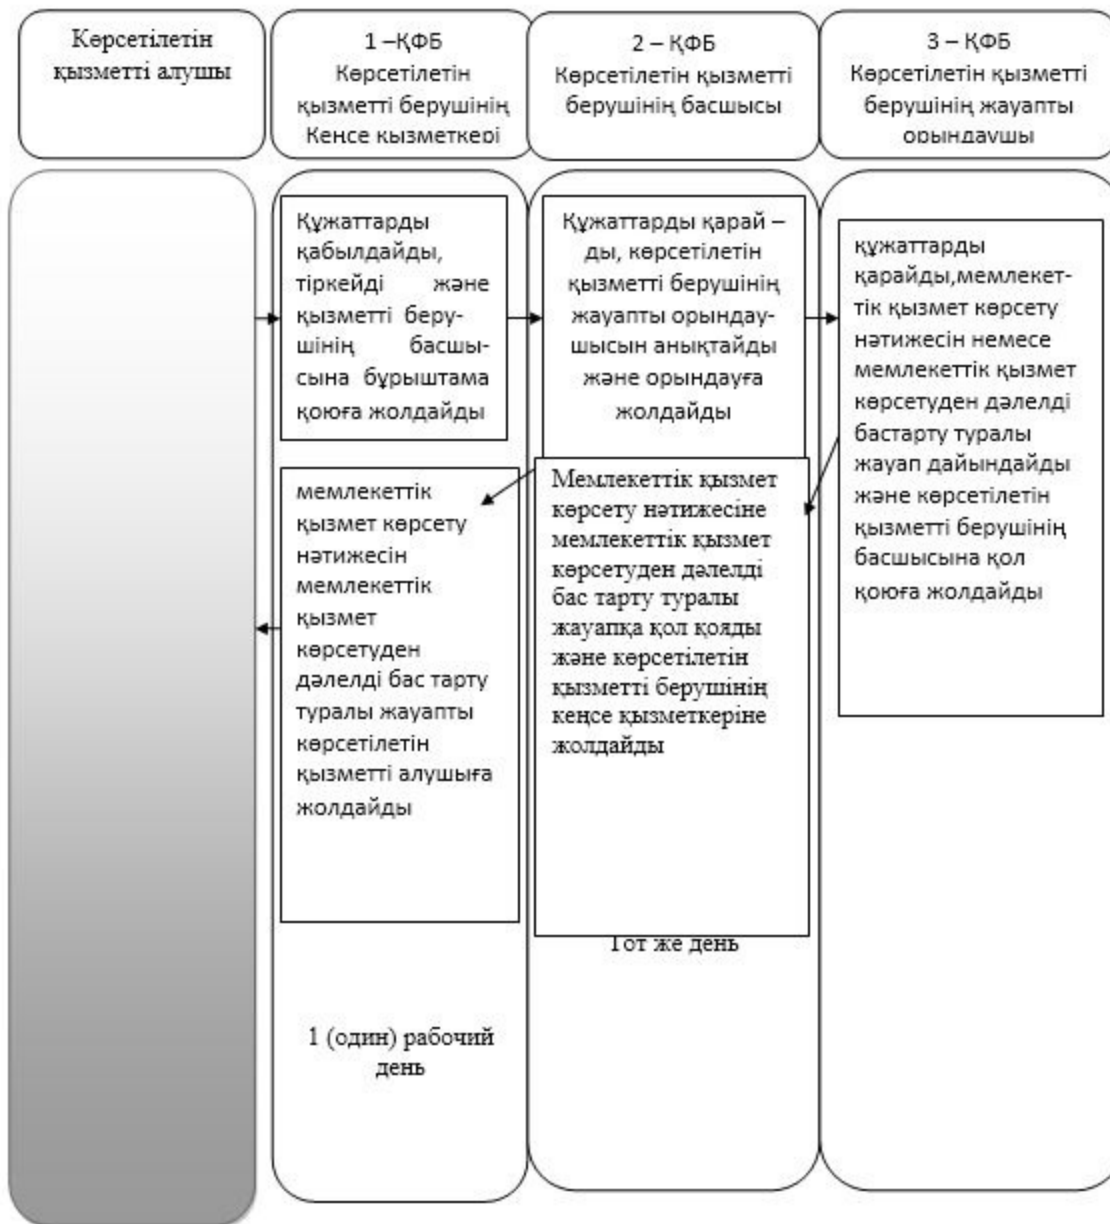 Көрсетілетін
қызметті алушы
1 –ҚФБ
Көрсетілетін
қызметті берушінің
Кеңсе қызметкері
2 – ҚФБ
Көрсетілетін қызметті
берушінің басшысы
3 – ҚФБ
Көрсетілетін қызметті
берушінің жауапты
орындаушы
Құжаттарды
қабылдайды,
тіркейді және
қызметті беру-
шінің басшы-
сына бұрыштама
қоюға жолдайды
Құжаттарды қарай –
ды, көрсетілетін
қызметті берушінің
жауапты орындау-
шысын анықтайды
және орындауға
жолдайды
құжаттарды
қарайды,мемлекет-
тік қызмет көрсету
нәтижесін немесе
мемлекеттік қызмет
көрсетуден дәлелді
бастарту туралы
жауап дайындайды
және көрсетілетін
қызметті берушінің
басшысына қол
қоюға жолдайды
мемлекеттік
қызмет көрсету
нәтижесін
мемлекеттік
қызмет
көрсетуден
дәлелді бас тарту
туралы жауапты
көрсетілетін
қызметті алушыға
жолдайды
Мемлекеттік қызмет
көрсету нәтижесіне
мемлекеттік қызмет
көрсетуден дәлелді
бас тарту туралы
жауапқа қол қояды
және көрсетілетін
қызметті берушінің
кеңсе қызметкеріне
жолдайды
Тот же день
1 (один) рабочий
день